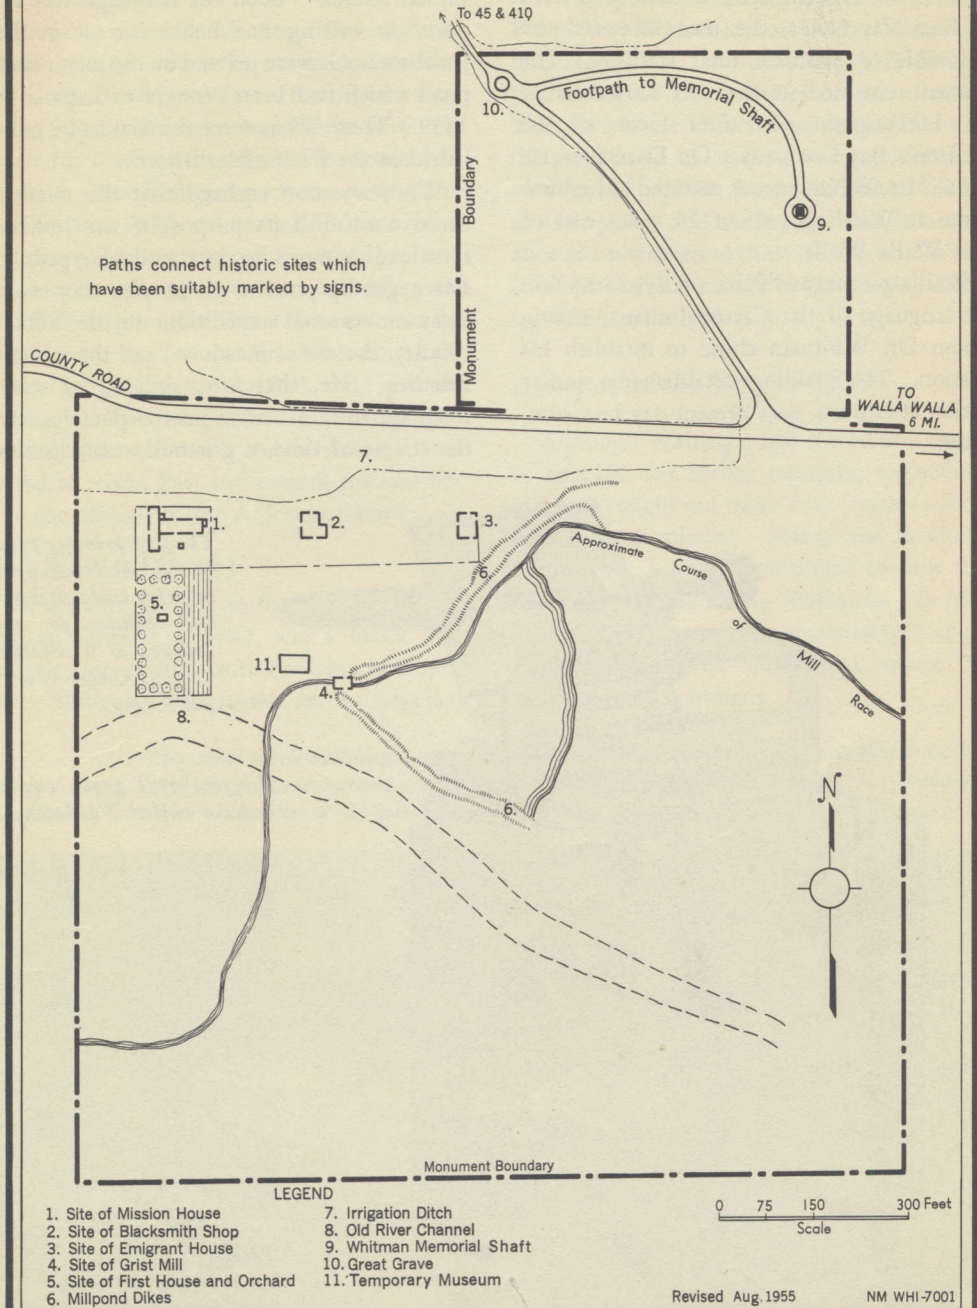 To 45 & 410
Footpath to Memorial Shaft
10.
9.
Monument Boundary
Paths connect historic sites which
have been suitably marked by signs.
COUNTY ROAD
TO
WALLA WALLA
6 MI.
7.
1.
2.
3.
Approximate Course of Mill Race
6.
5.
11.
4.
8.
6.
N
Monument Boundary
LEGEND
1. Site of Mission House
2. Site of Blacksmith Shop
3. Site of Emigrant House
4. Site of Grist Mill
5. Site of First House and Orchard
6. Millpond Dikes
7. Irrigation Ditch
8. Old River Channel
9. Whitman Memorial Shaft
10. Great Grave
11. Temporary Museum
0 75 150 300 Feet
Scale
Revised Aug. 1955
NM WHI-7001